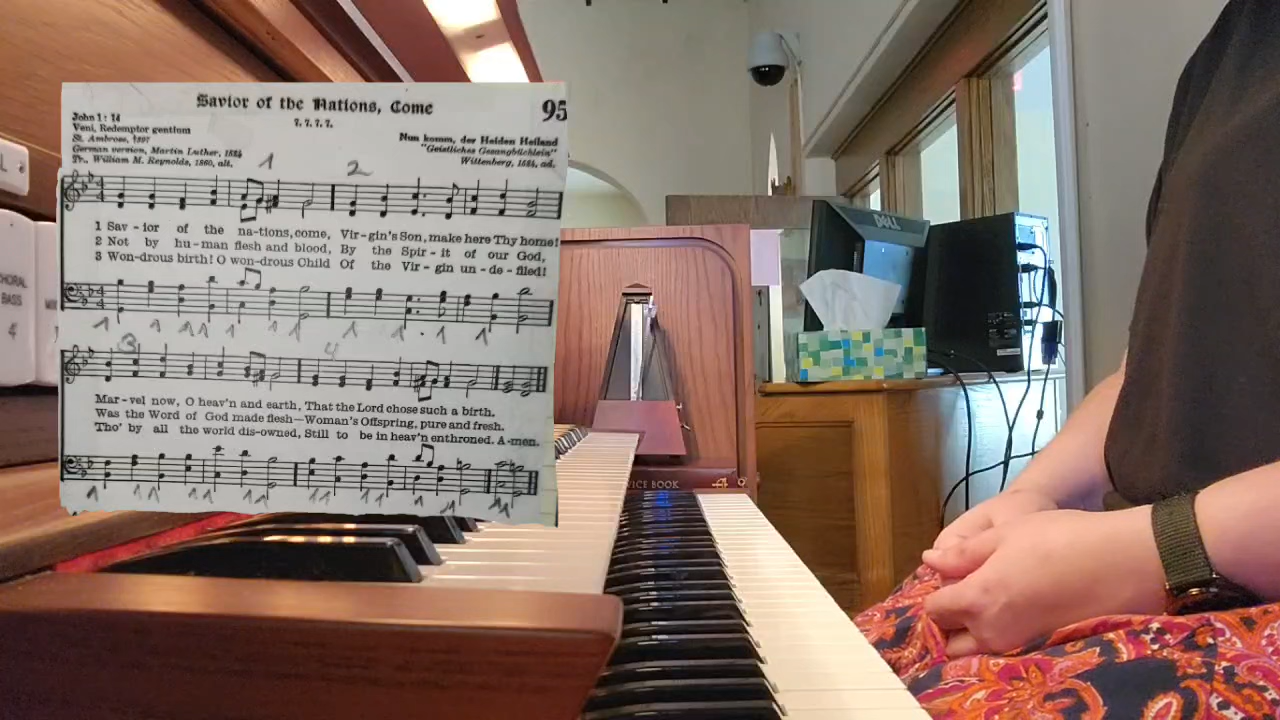 Savior of the Nations, Come
95
7. 7. 7. 7.
John 1: 14
Veni, Redemptor gentium
St. Ambrose, †397
German version, Martin Luther, 1524
Tr. William M. Reynolds, 1860, alt.
Nun komm, der Heiden Heiland
"Geistliches Gesangbüchlein"
Wittenberg, 1524, ad.
1
2
1 Sav - ior of the na-tions, come, Vir-gin's Son, make here Thy home!
2 Not by hu-man flesh and blood, By the Spir - it of our God,
3 Won-drous birth! O won-drous Child Of the Vir - gin un - de - filed!
3
4
Mar-vel now, O heav'n and earth, That the Lord chose such a birth.
Was the Word of God made flesh—Woman's Offspring, pure and fresh.
Tho' by all the world dis-owned, Still to be in heav'n enthroned. A-men.
L
CHORAL
BASS
4
DELL
VICE BOOK